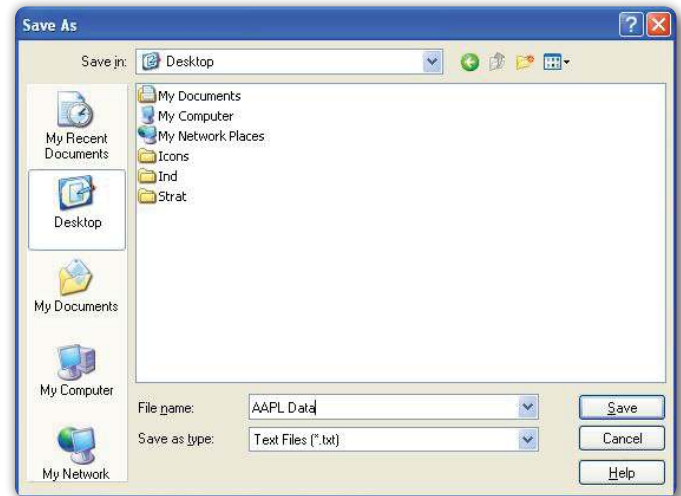 Save As
Save in: Desktop
My Recent
Documents
Desktop
My Documents
My Computer
My Network
My Documents
My Computer
My Network Places
Icons
Ind
Strat
File name: AAPL Data
Save as type: Text Files (*.txt)
Save
Cancel
Help